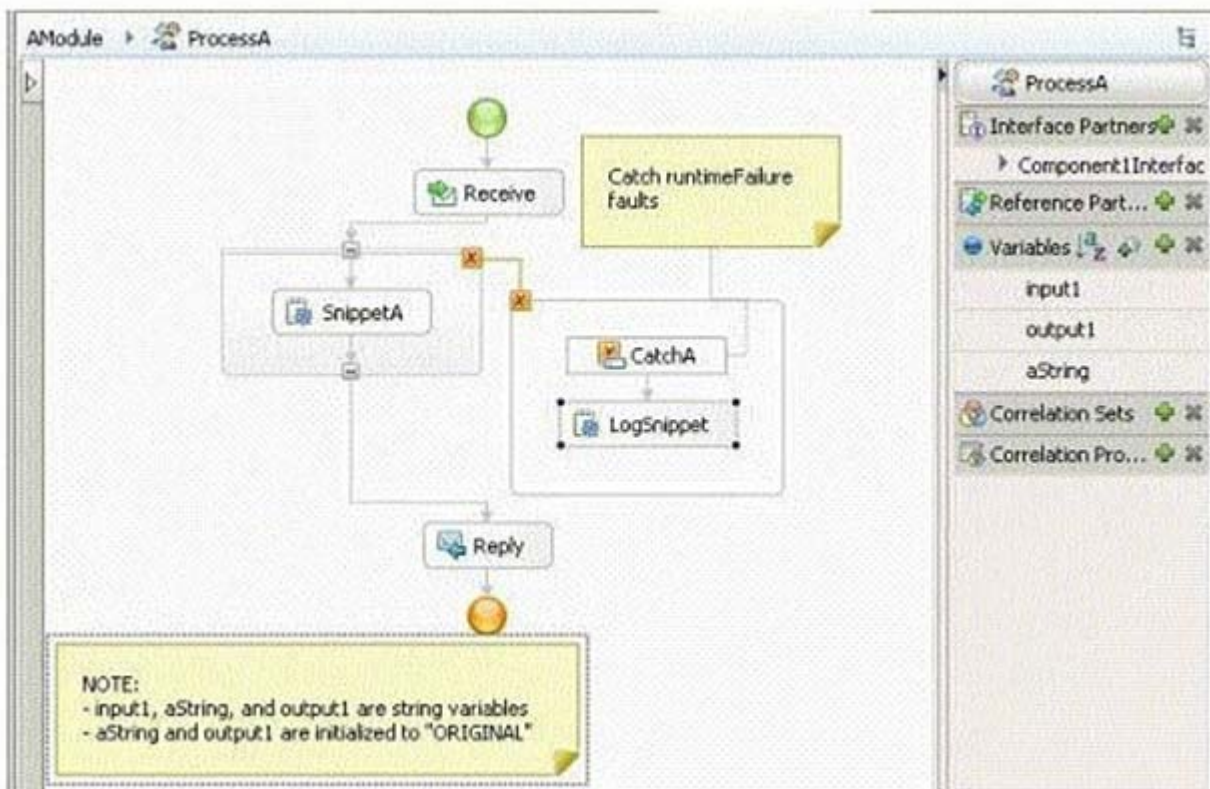 AModule ProcessA
Receive
Catch runtimeFailure
faults
SnippetA
CatchA
LogSnippet
Reply
NOTE:
- input1, aString, and output1 are string variables
- aString and output1 are initialized to "ORIGINAL"
ProcessA
Interface Partners
Component1Interfac
Reference Part...
Variables
input1
output1
aString
Correlation Sets
Correlation Pro...